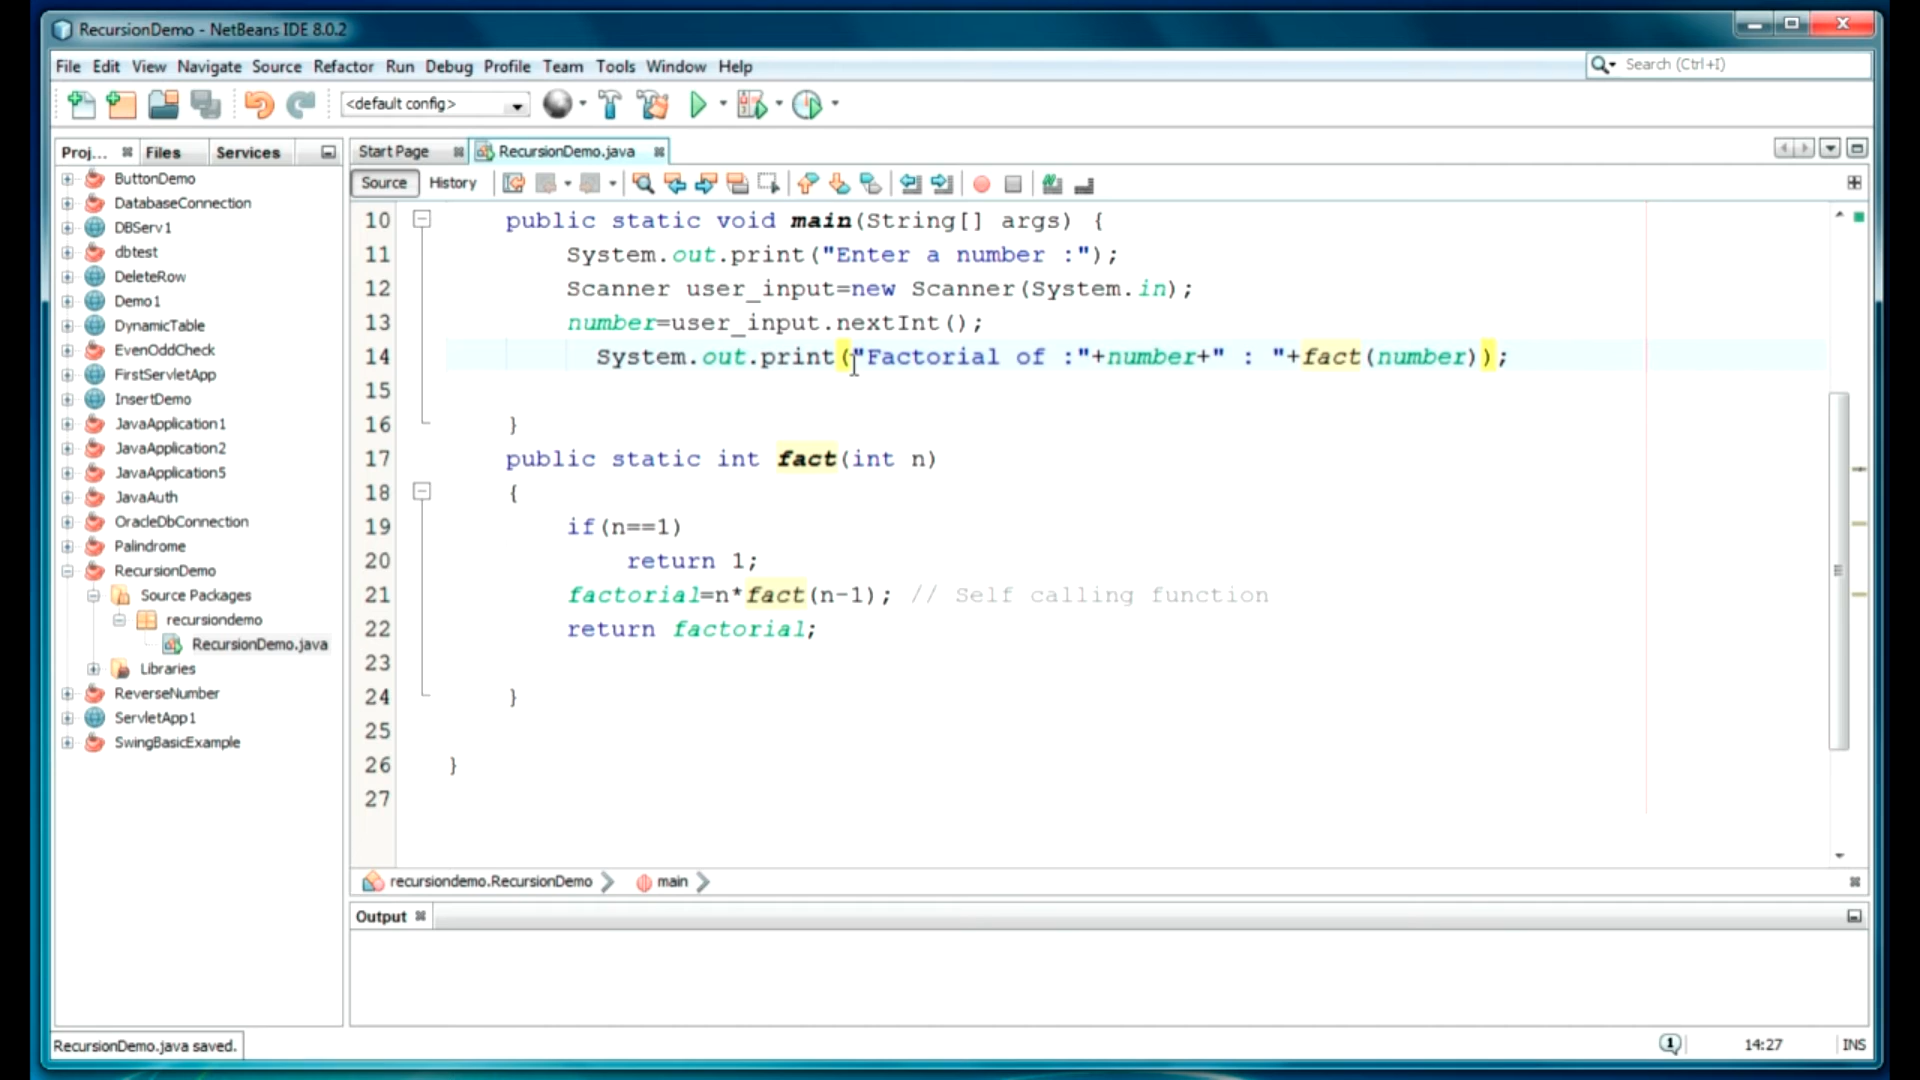 RecursionDemo - NetBeans IDE 8.0.2
File Edit View Navigate Source Refactor Run Debug Profile Team Tools Window Help
Search (Ctrl+I)
<default config>
Proj... Files Services
Start Page RecursionDemo.java
Source History
ButtonDemo
DatabaseConnection
DBServ1
dbtest
DeleteRow
Demo1
DynamicTable
EvenOddCheck
FirstServletApp
InsertDemo
JavaApplication1
JavaApplication2
JavaApplication5
JavaAuth
OracleDbConnection
Palindrome
RecursionDemo
Source Packages
recursiondemo
RecursionDemo.java
Libraries
ReverseNumber
ServletApp1
SwingBasicExample
10 public static void main(String[] args) {
11 System.out.print("Enter a number :");
12 Scanner user_input=new Scanner(System.in);
13 number=user_input.nextInt();
14 System.out.print("Factorial of :"+number+" : "+fact(number));
15
16 }
17 public static int fact(int n)
18 {
19 if(n==1)
20 return 1;
21 factorial=n*fact(n-1); // Self calling function
22 return factorial;
23
24 }
25
26 }
27
recursiondemo.RecursionDemo main
Output
RecursionDemo.java saved.
1 14:27 INS